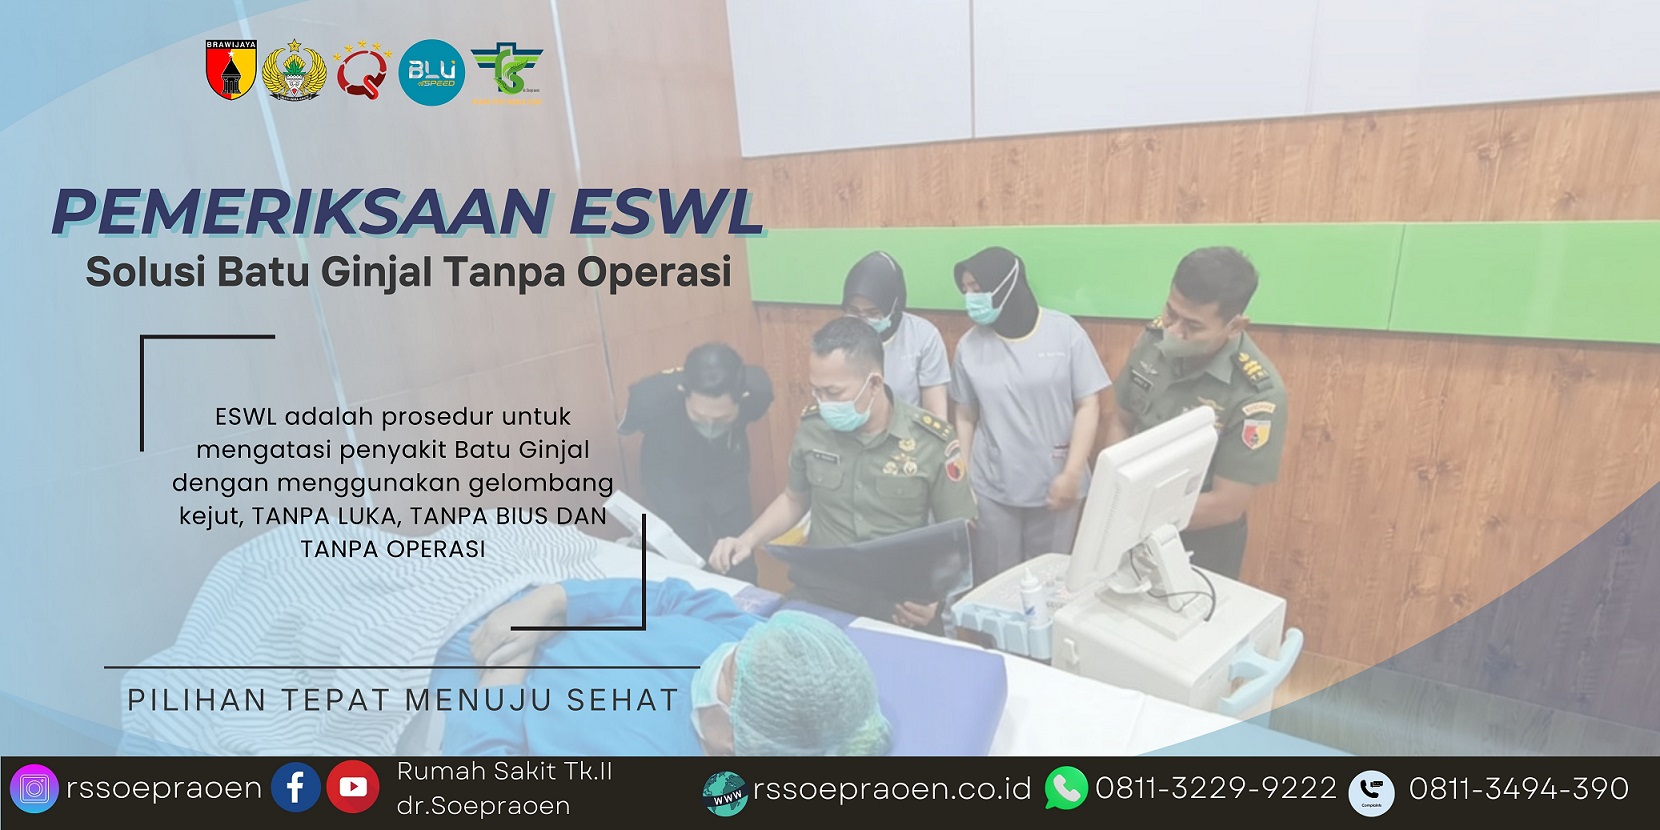 BRAWIJAYA
BLU
SPEED
PEMERIKSAAN ESWL
Solusi Batu Ginjal Tanpa Operasi
ESWL adalah prosedur untuk
mengatasi penyakit Batu Ginjal
dengan menggunakan gelombang
kejut, TANPA LUKA, TANPA BIUS DAN
TANPA OPERASI
PILIHAN TEPAT MENUJU SEHAT
rssoepraoen
Rumah Sakit Tk.II
dr.Soepraoen
www
rssoepraoen.co.id
0811-3229-9222
Complaints
0811-3494-390